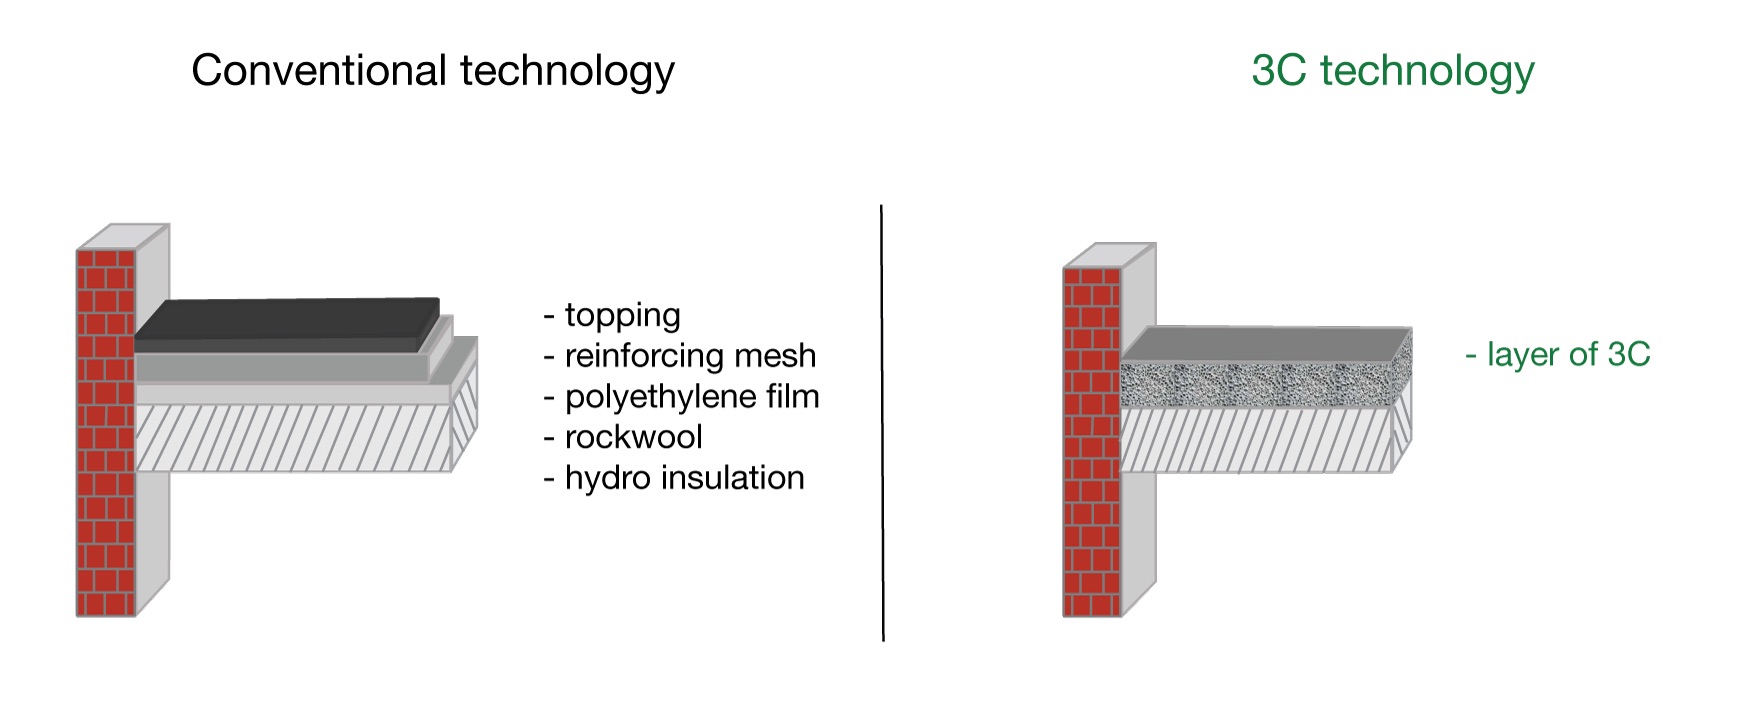 Conventional technology
3C technology
- topping
- reinforcing mesh
- polyethylene film
- rockwool
- hydro insulation
- layer of 3C